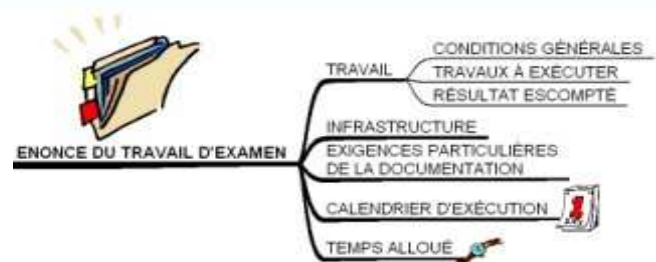 ENONCE DU TRAVAIL D'EXAMEN
TRAVAIL
CONDITIONS GÉNÉRALES
TRAVAUX À EXÉCUTER
RÉSULTAT ESCOMPTÉ
INFRASTRUCTURE
EXIGENCES PARTICULIÈRES
DE LA DOCUMENTATION
CALENDRIER D'EXÉCUTION
TEMPS ALLOUÉ